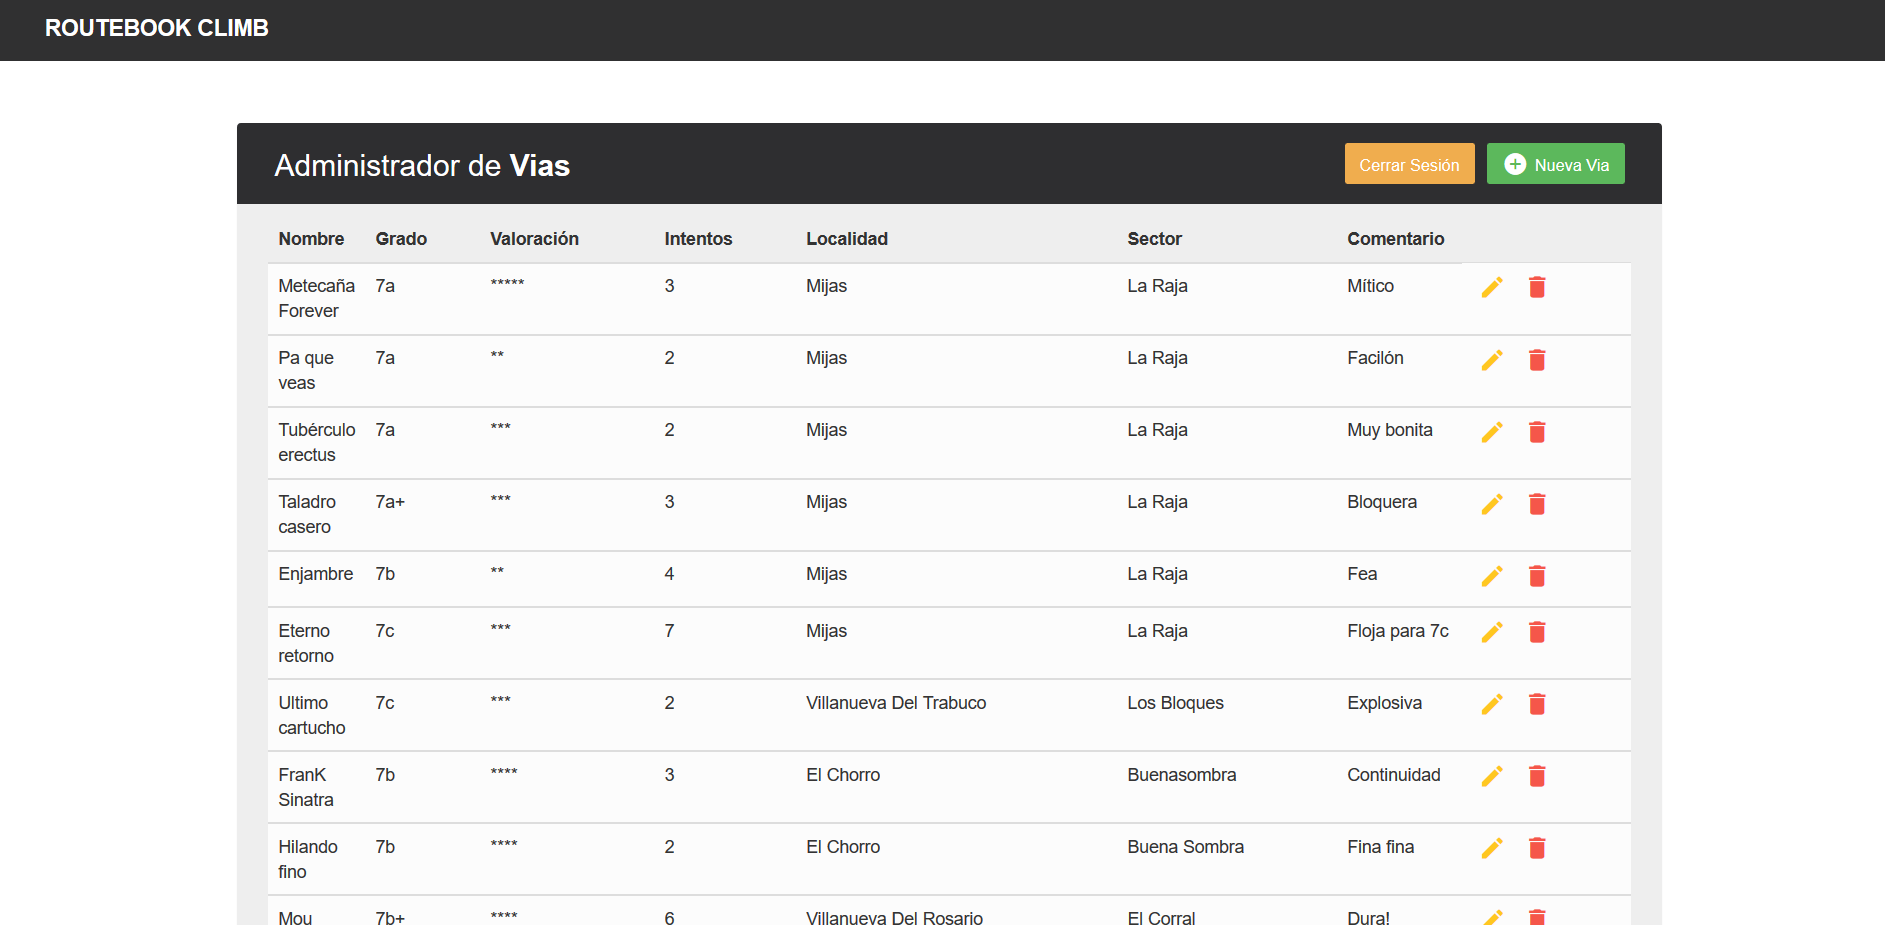 ROUTEBOOK CLIMB
Administrador de Vias
Cerrar Sesión
Nueva Via
Nombre Grado Valoración Intentos Localidad Sector Comentario
Metecaña 7a ***** 3 Mijas La Raja Mítico
Forever
Pa que 7a ** 2 Mijas La Raja Facilón
veas
Tubérculo 7a *** 2 Mijas La Raja Muy bonita
erectus
Taladro 7a+ *** 3 Mijas La Raja Bloquera
casero
Enjambre 7b ** 4 Mijas La Raja Fea
Eterno 7c *** 7 Mijas La Raja Floja para 7c
retorno
Ultimo 7c *** 2 Villanueva Del Trabuco Los Bloques Explosiva
cartucho
FranK 7b **** 3 El Chorro Buenasombra Continuidad
Sinatra
Hilando 7b **** 2 El Chorro Buena Sombra Fina fina
fino
Mou 7b+ **** 6 Villanueva Del Rosario El Corral Dura!